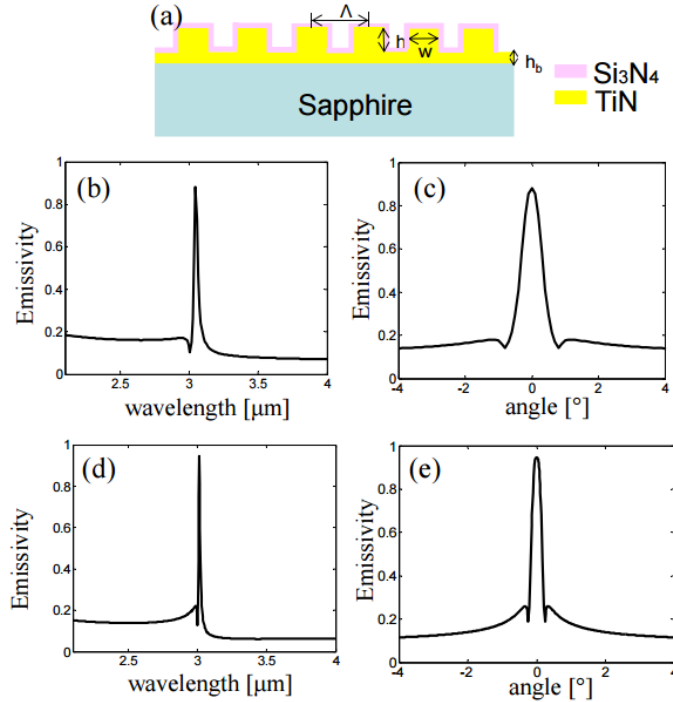 (a)
Λ
h
w
h_b
Si₃N₄
TiN
Sapphire
(b)
Emissivity
1
0.8
0.6
0.4
0.2
0
2.5 3 3.5 4
wavelength [μm]
(c)
Emissivity
1
0.8
0.6
0.4
0.2
0
-4 -2 0 2 4
angle [°]
(d)
Emissivity
1
0.8
0.6
0.4
0.2
0
2.5 3 3.5 4
wavelength [μm]
(e)
Emissivity
1
0.8
0.6
0.4
0.2
0
-4 -2 0 2 4
angle [°]